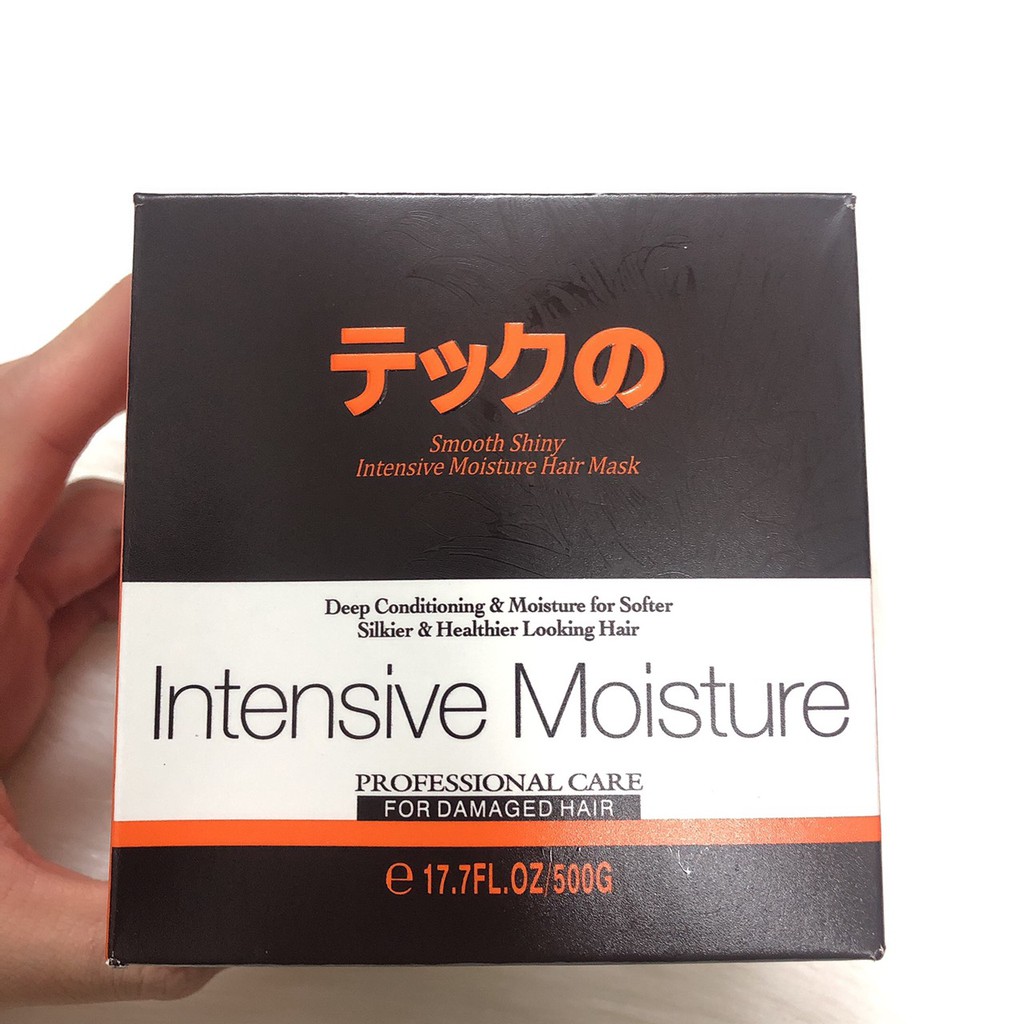 テックの
Smooth Shiny
Intensive Moisture Hair Mask
Deep Conditioning & Moisture for Softer
Silkier & Healthier Looking Hair
Intensive Moisture
PROFESSIONAL CARE
FOR DAMAGED HAIR
℮ 17.7FL.OZ/500G